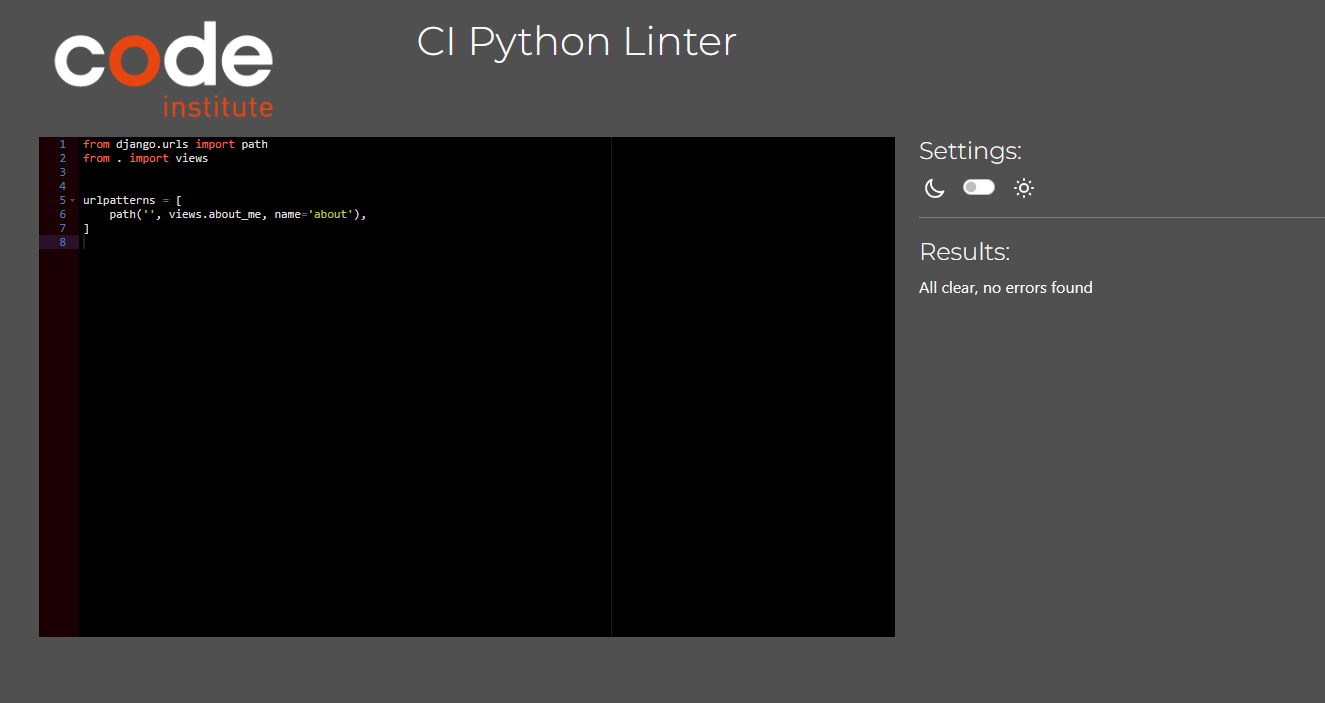 code
institute
CI Python Linter
1 from django.urls import path
2 from . import views
3
4
5 urlpatterns = [
6     path('', views.about_me, name='about'),
7 ]
8
Settings:
Results:
All clear, no errors found